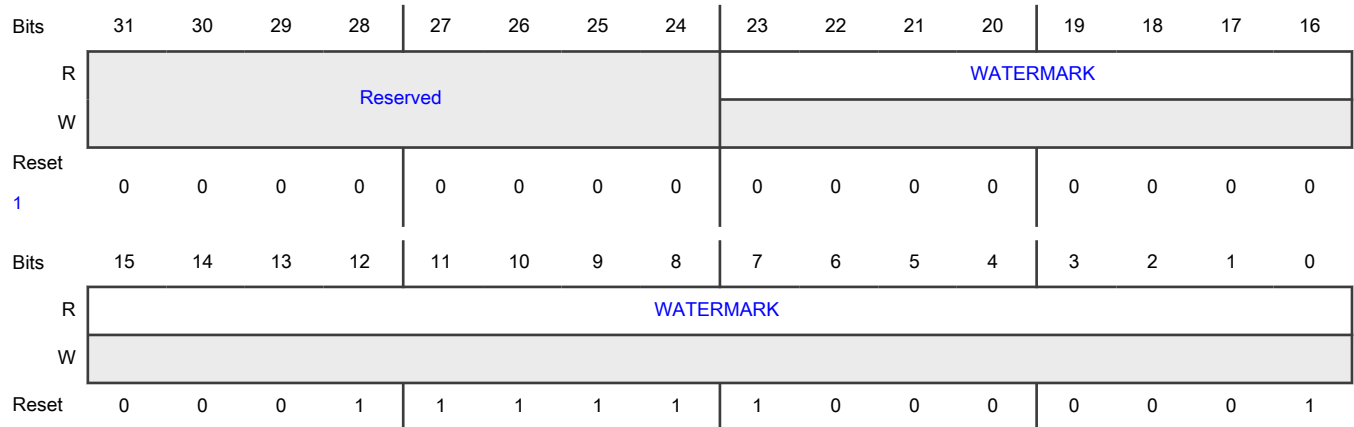 Bits 31 30 29 28 27 26 25 24 23 22 21 20 19 18 17 16
R WATERMARK
Reserved
W
Reset
0 0 0 0 0 0 0 0 0 0 0 0 0 0 0 0
1
Bits 15 14 13 12 11 10 9 8 7 6 5 4 3 2 1 0
R WATERMARK
W
Reset 0 0 0 1 1 1 1 1 1 0 0 0 0 0 0 1